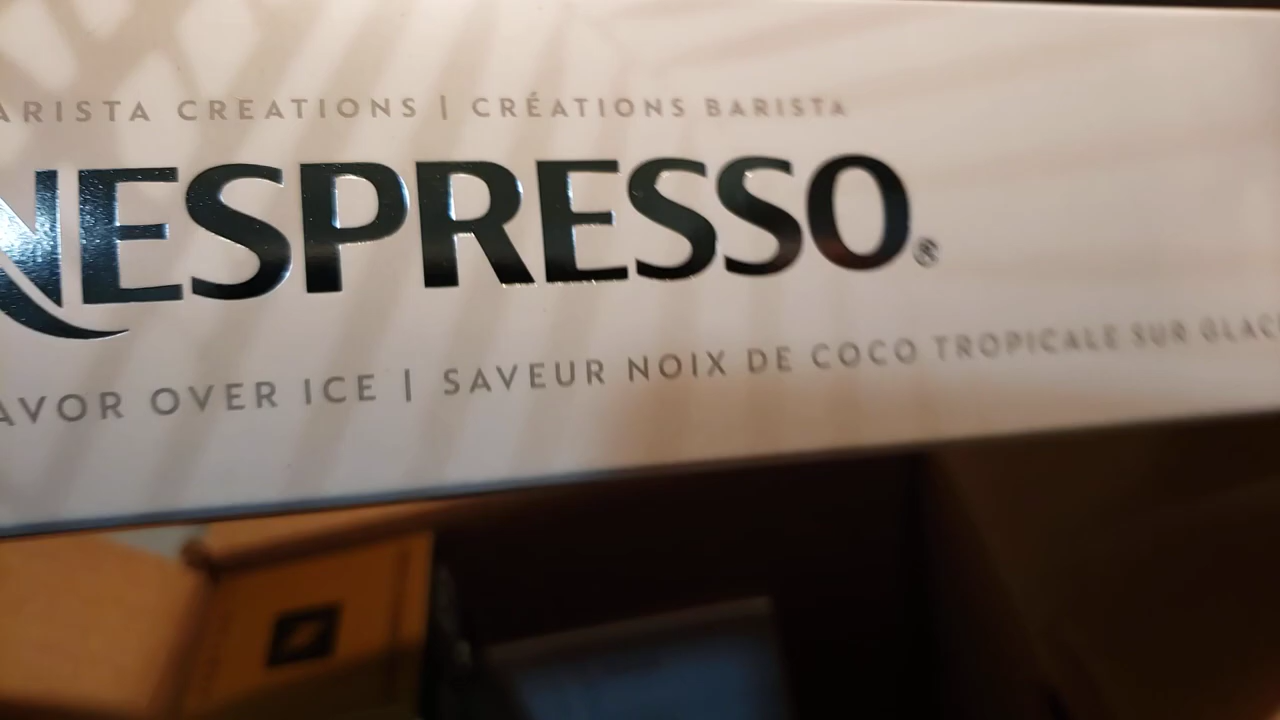 ARISTA CREATIONS | CRÉATIONS BARISTA
NESPRESSO®
AVOR OVER ICE | SAVEUR NOIX DE COCO TROPICALE SUR GLAC